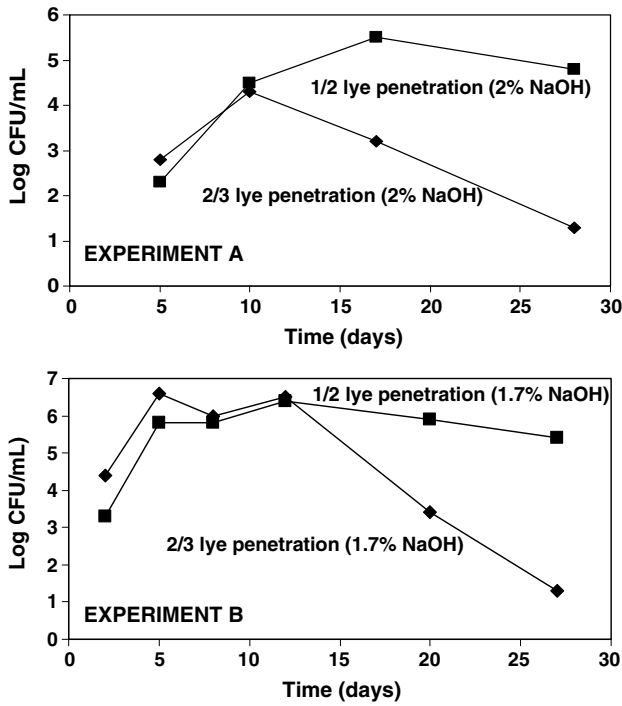 6
5
4
3
2
1
0
Log CFU/mL
1/2 lye penetration (2% NaOH)
2/3 lye penetration (2% NaOH)
EXPERIMENT A
0 5 10 15 20 25 30
Time (days)
7
6
5
4
3
2
1
0
Log CFU/mL)
1/2 lye penetration (1.7% NaOH)
2/3 lye penetration (1.7% NaOH)
EXPERIMENT B
0 5 10 15 20 25 30
Time (days)